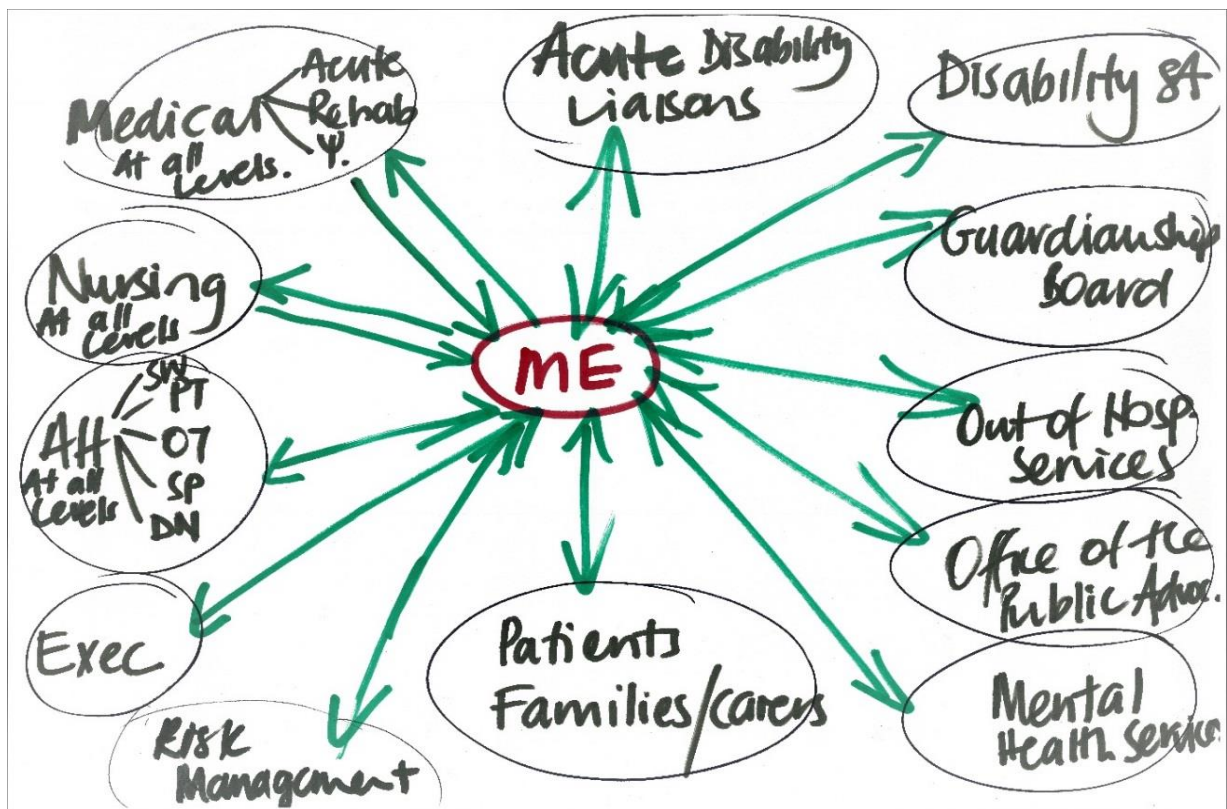 Acute
Medical
Rehab
Ψ.
At all
Levels.
Acute Disability
Liaisons
Disability SA
Nursing
At all
Levels
Guardianship
Board
ME
SW
PT
AH
OT
At all
SP
Levels
DN
Out of Hosp.
Services
Office of the
Public Advoc.
Exec
Patients
Families/carers
Mental
Health Service
Risk
Management